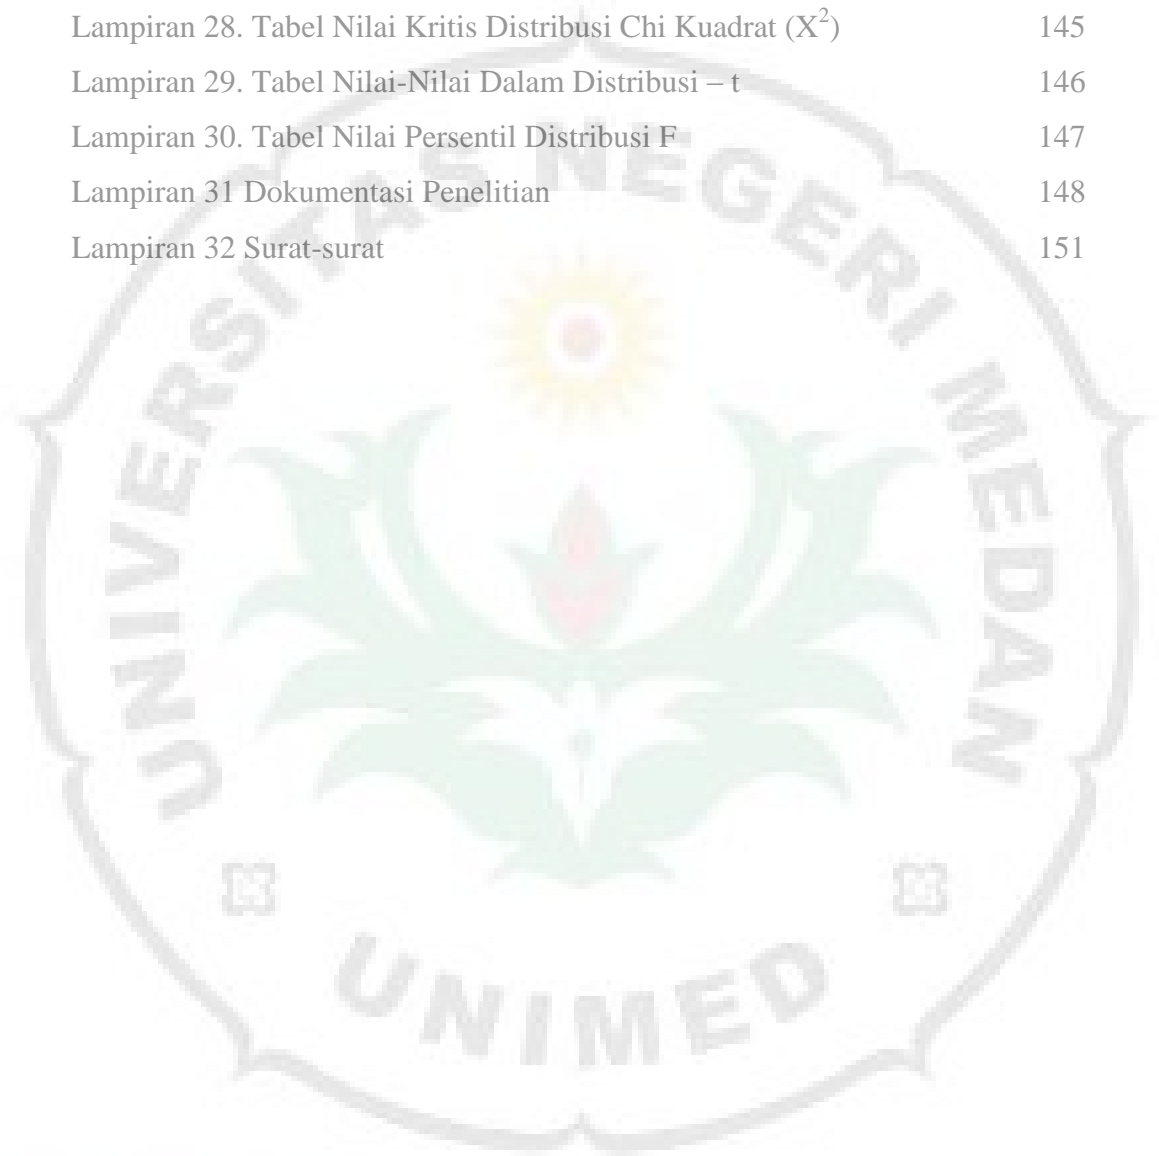 Lampiran 28. Tabel Nilai Kritis Distribusi Chi Kuadrat (X²) 145
Lampiran 29. Tabel Nilai-Nilai Dalam Distribusi – t 146
Lampiran 30. Tabel Nilai Persentil Distribusi F 147
Lampiran 31 Dokumentasi Penelitian 148
Lampiran 32 Surat-surat 151
UNIVERSITAS NEGERI MEDAN
UNIMED